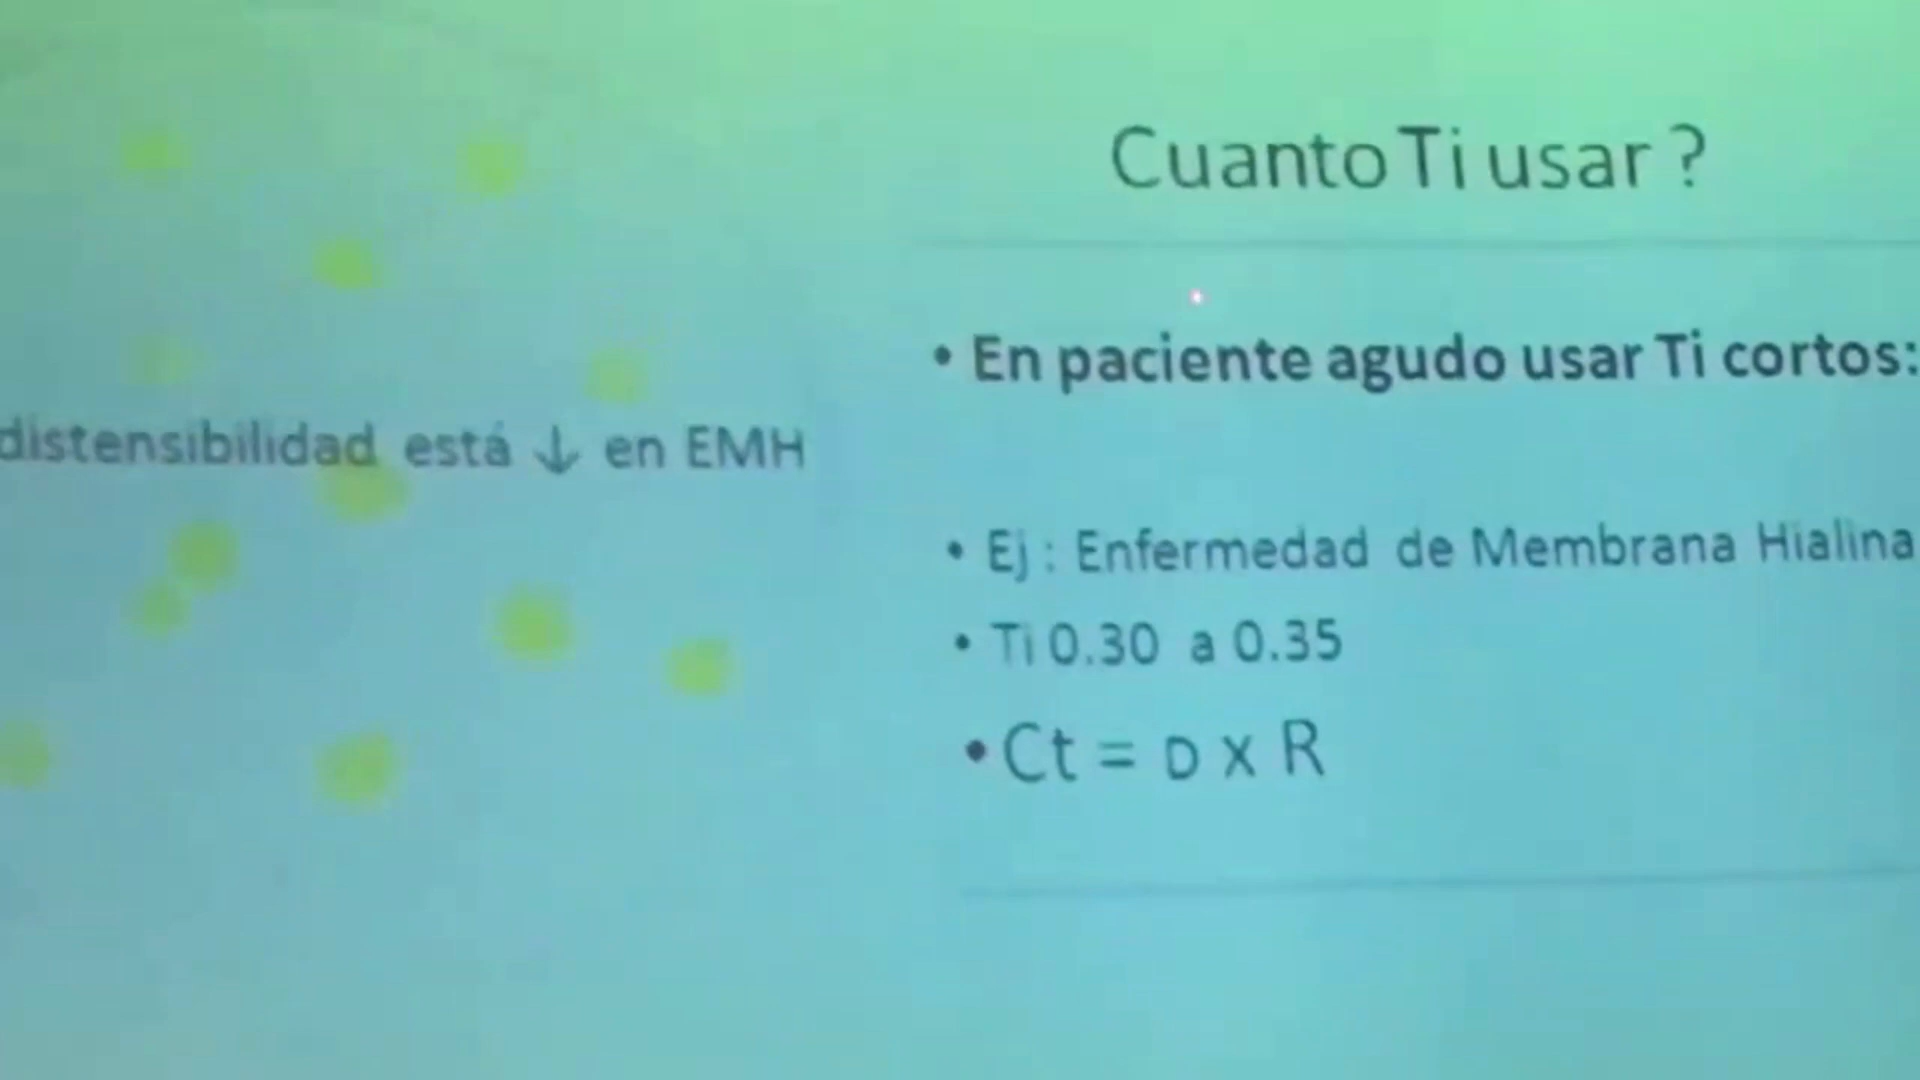 distensibilidad está ↓ en EMH
Cuanto Ti usar ?
• En paciente agudo usar Ti cortos:
• Ej : Enfermedad de Membrana Hialina
• Ti 0.30 a 0.35
• Ct = D X R